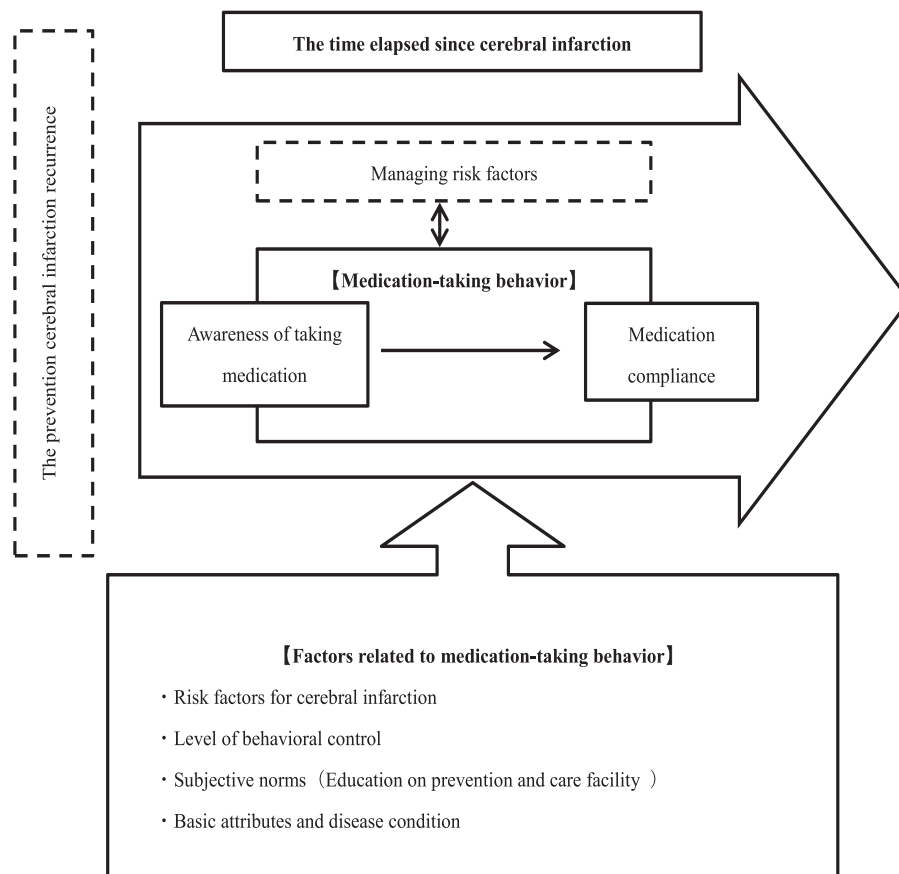 The time elapsed since cerebral infarction
The prevention cerebral infarction recurrence
Managing risk factors
【Medication-taking behavior】
Awareness of taking
medication
Medication
compliance
【Factors related to medication-taking behavior】
・Risk factors for cerebral infarction
・Level of behavioral control
・Subjective norms（Education on prevention and care facility ）
・Basic attributes and disease condition